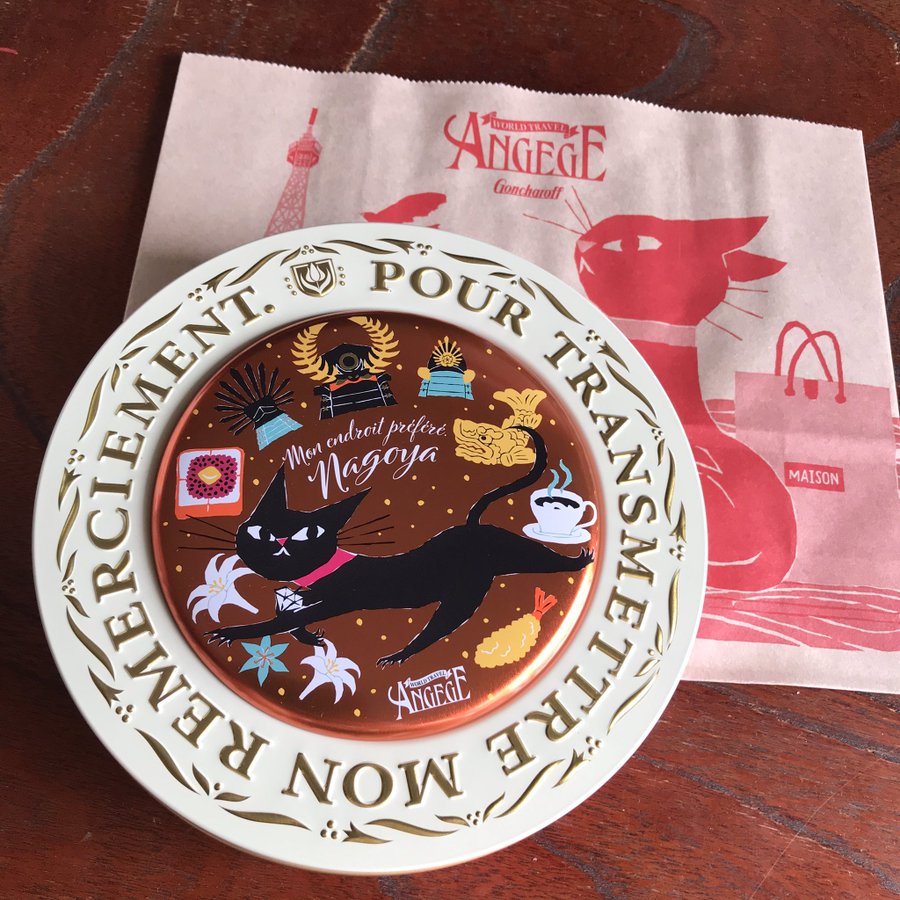 WORLD TRAVEL
ANGEGE
Goncharoff
MAISON
POUR TRANSMETTRE MON REMERCIEMENT.
Mon endroit préféré.
Nagoya
WORLD TRAVEL
ANGEGE